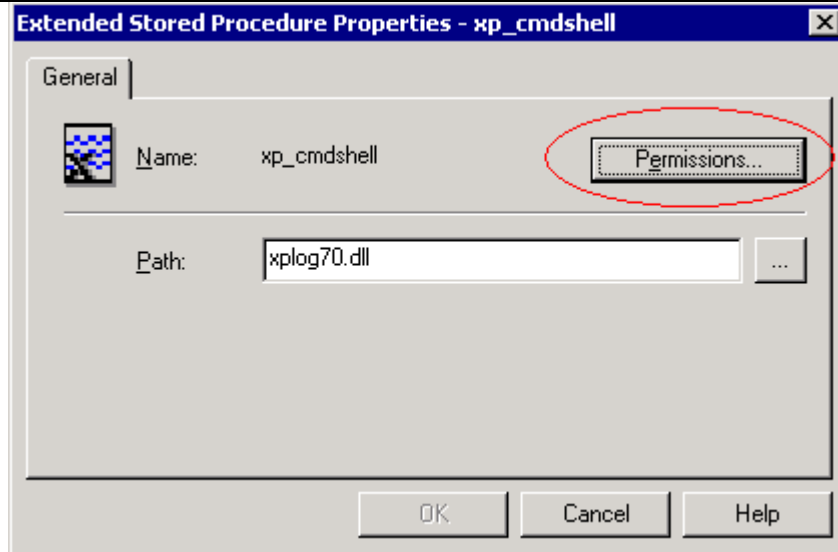 Extended Stored Procedure Properties - xp_cmdshell
General
Name: xp_cmdshell Permissions...
Path: xplog70.dll ...
OK Cancel Help